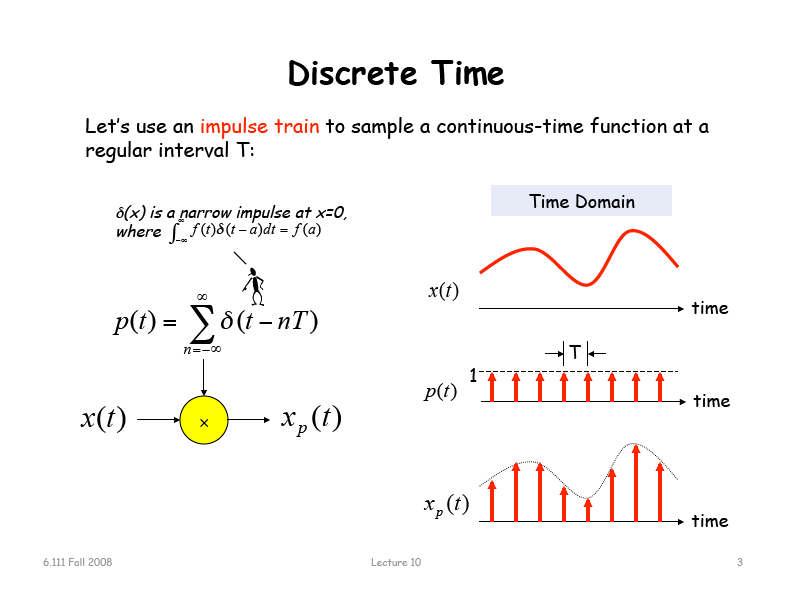 Discrete Time
Let's use an impulse train to sample a continuous-time function at a
regular interval T:
δ(x) is a narrow impulse at x=0,
where ∫_{-∞}^{∞} f(t)δ(t − a)dt = f(a)
p(t) = ∑_{n=−∞}^{∞} δ(t − nT)
x(t)
×
x_p(t)
Time Domain
x(t)
time
T
1
p(t)
time
x_p(t)
time
6.111 Fall 2008
Lecture 10
3